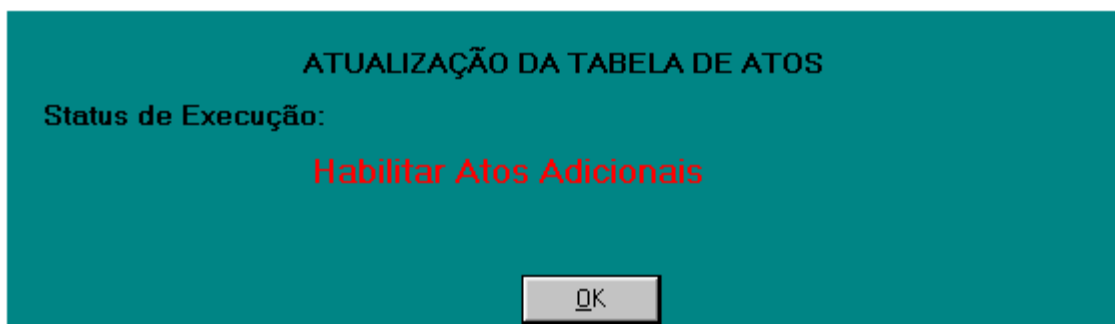 ATUALIZAÇÃO DA TABELA DE ATOS
Status de Execução:
Habilitar Atos Adicionais
OK